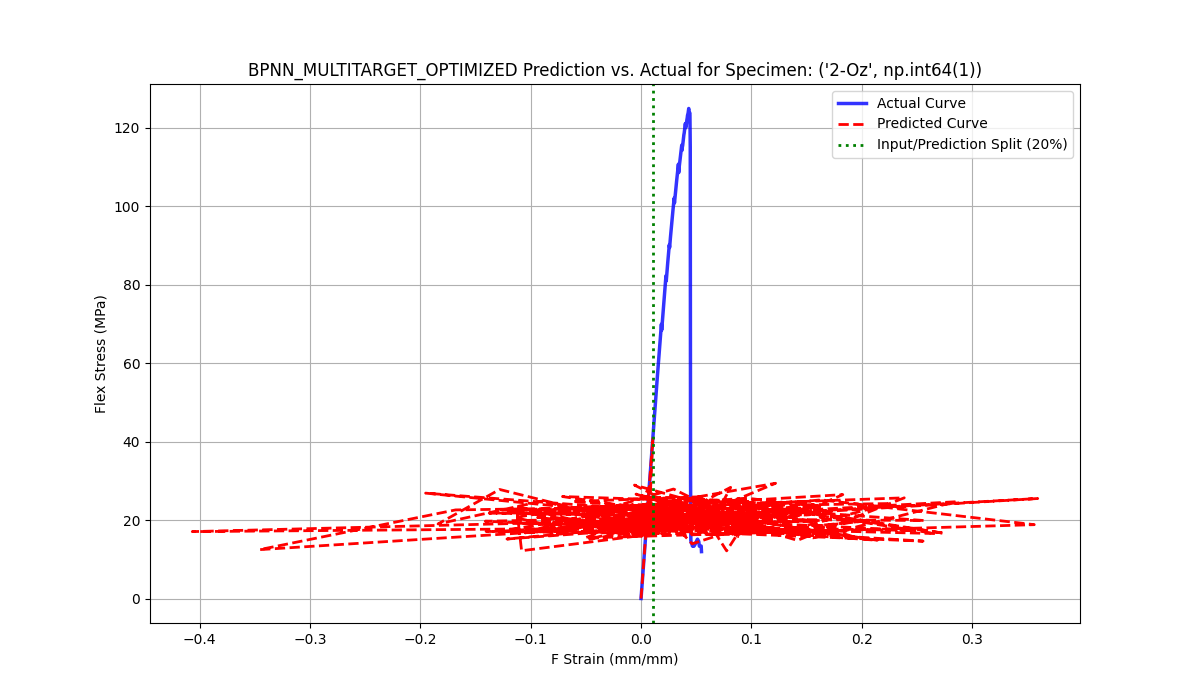 BPNN_MULTITARGET_OPTIMIZED Prediction vs. Actual for Specimen: ('2-Oz', np.int64(1))
Actual Curve
Predicted Curve
Input/Prediction Split (20%)
Flex Stress (MPa)
120
100
80
60
40
20
0
−0.4
−0.3
−0.2
−0.1
0.0
0.1
0.2
0.3
F Strain (mm/mm)